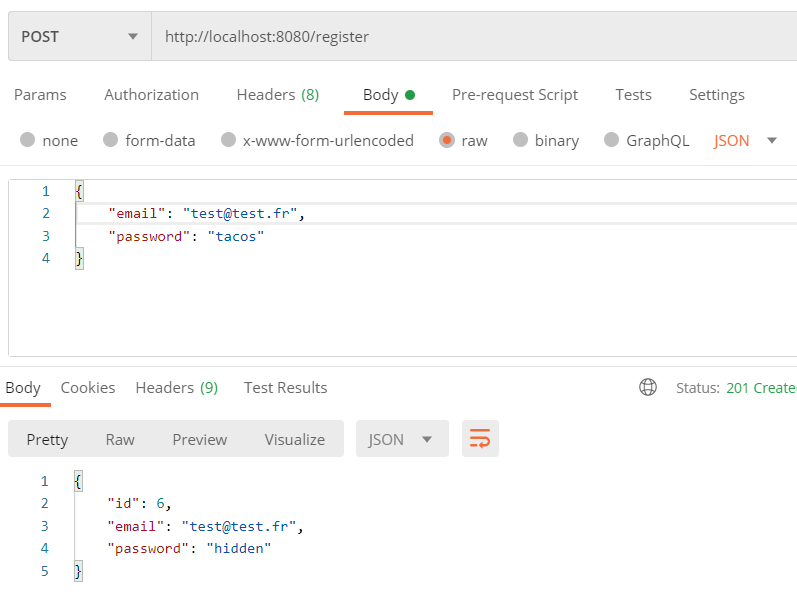 POST http://localhost:8080/register
Params Authorization Headers (8) Body Pre-request Script Tests Settings
none form-data x-www-form-urlencoded raw binary GraphQL JSON
1 {
2 "email": "test@test.fr",
3 "password": "tacos"
4 }
Body Cookies Headers (9) Test Results Status: 201 Create
Pretty Raw Preview Visualize JSON
1 {
2 "id": 6,
3 "email": "test@test.fr",
4 "password": "hidden"
5 }